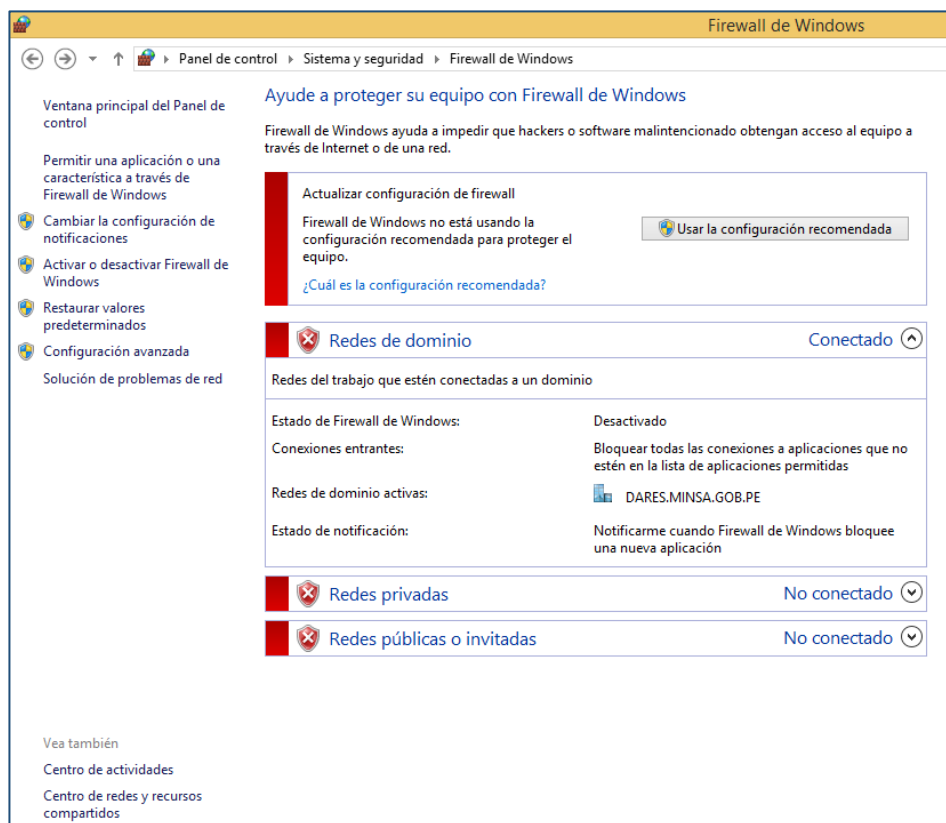 Firewall de Windows
Panel de control
Sistema y seguridad
Firewall de Windows
Ventana principal del Panel de
control
Permitir una aplicación o una
característica a través de
Firewall de Windows
Cambiar la configuración de
notificaciones
Activar o desactivar Firewall de
Windows
Restaurar valores
predeterminados
Configuración avanzada
Solución de problemas de red
Ayude a proteger su equipo con Firewall de Windows
Firewall de Windows ayuda a impedir que hackers o software malintencionado obtengan acceso al equipo a
través de Internet o de una red.
Actualizar configuración de firewall
Firewall de Windows no está usando la
configuración recomendada para proteger el
equipo.
Usar la configuración recomendada
¿Cuál es la configuración recomendada?
Redes de dominio Conectado
Redes del trabajo que estén conectadas a un dominio
Estado de Firewall de Windows: Desactivado
Conexiones entrantes: Bloquear todas las conexiones a aplicaciones que no
estén en la lista de aplicaciones permitidas
Redes de dominio activas: DARES.MINSA.GOB.PE
Estado de notificación: Notificarme cuando Firewall de Windows bloquee
una nueva aplicación
Redes privadas No conectado
Redes públicas o invitadas No conectado
Vea también
Centro de actividades
Centro de redes y recursos
compartidos